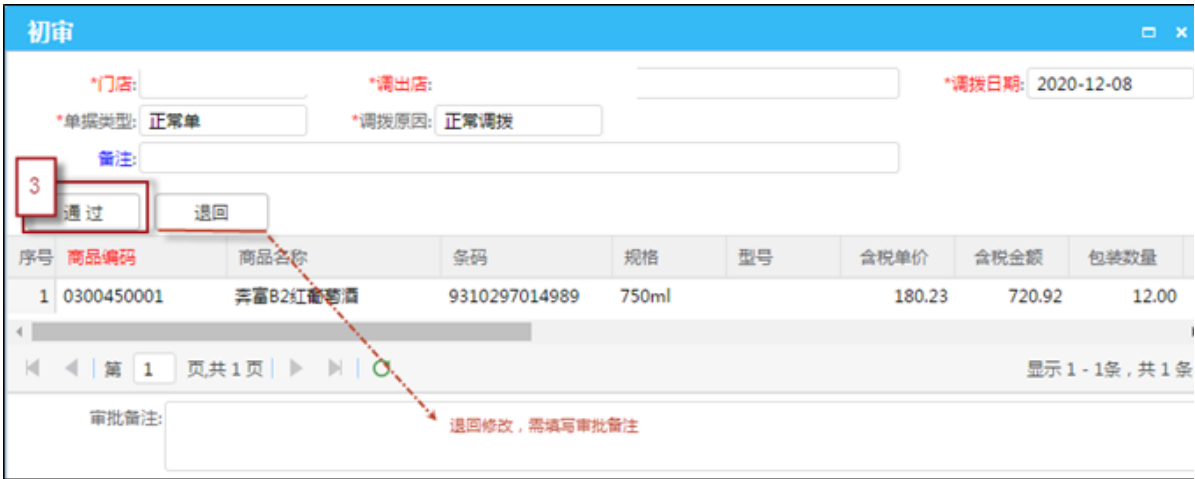 初审
*门店: *调出店: *调拨日期: 2020-12-08
*单据类型: 正常单 *调拨原因: 正常调拨
备注:
3
通过 退回
序号 商品编码 商品名称 条码 规格 型号 含税单价 含税金额 包装数量
1 0300450001 奔富B2红葡萄酒 9310297014989 750ml 180.23 720.92 12.00
第 1 页,共1页 显示1-1条，共1条
审批备注:
退回修改，需填写审批备注